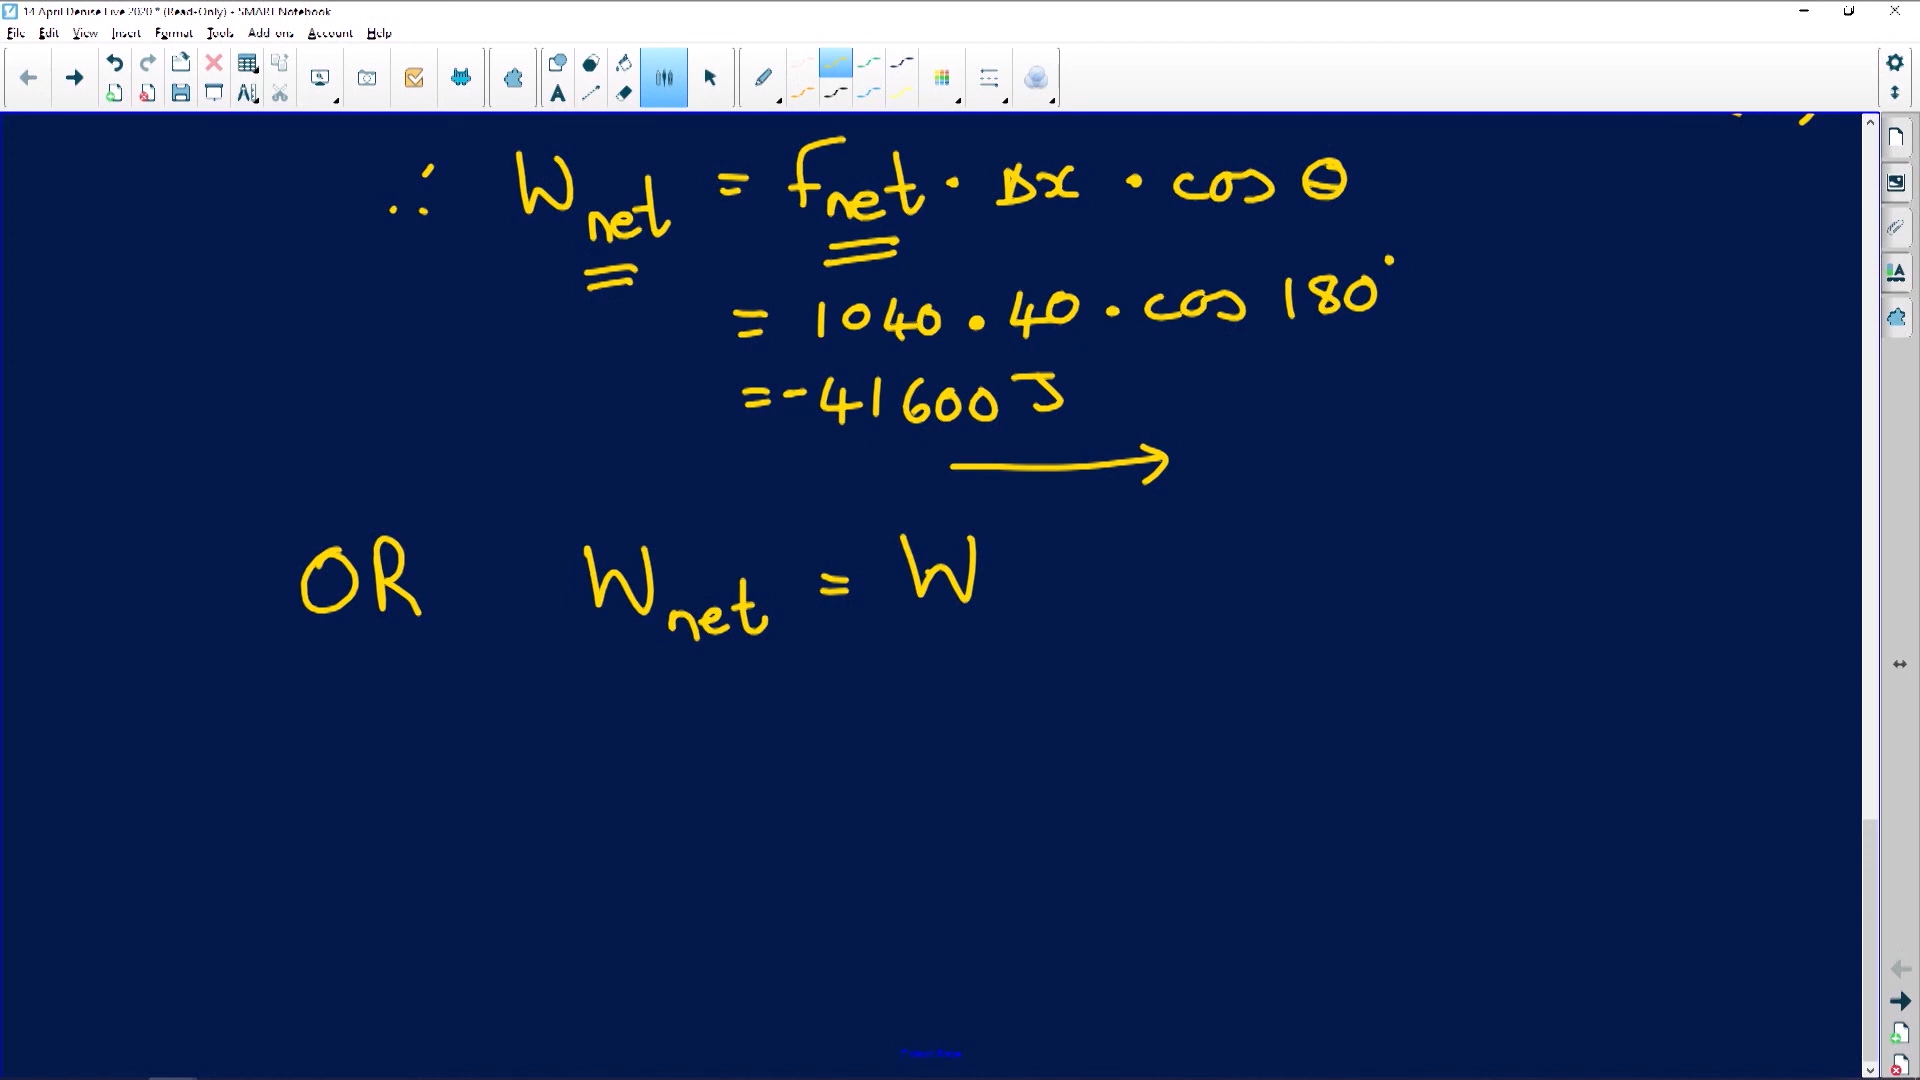 14 April Denise Live 2020 * (Read-Only) - SMART Notebook
File Edit View Insert Format Tools Add-ons Account Help
∴ Wnet = Fnet · Δx · cos θ
= 1040 · 40 · cos 180°
= -41600 J
OR Wnet = W